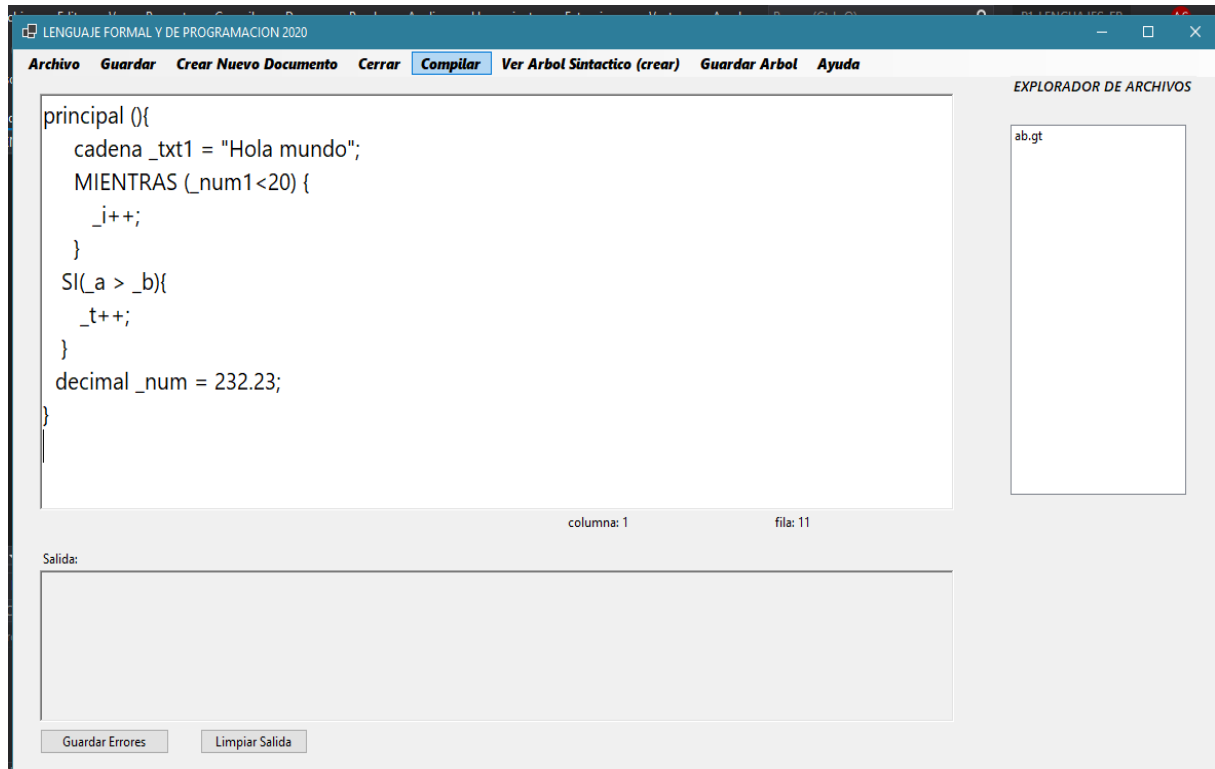 LENGUAJE FORMAL Y DE PROGRAMACION 2020
Archivo Guardar Crear Nuevo Documento Cerrar Compilar Ver Arbol Sintactico (crear) Guardar Arbol Ayuda
EXPLORADOR DE ARCHIVOS
principal (){
cadena _txt1 = "Hola mundo";
MIENTRAS (_num1<20) {
_i++;
}
SI(_a > _b){
_t++;
}
decimal _num = 232.23;
}
ab.gt
columna: 1 fila: 11
Salida:
Guardar Errores Limpiar Salida